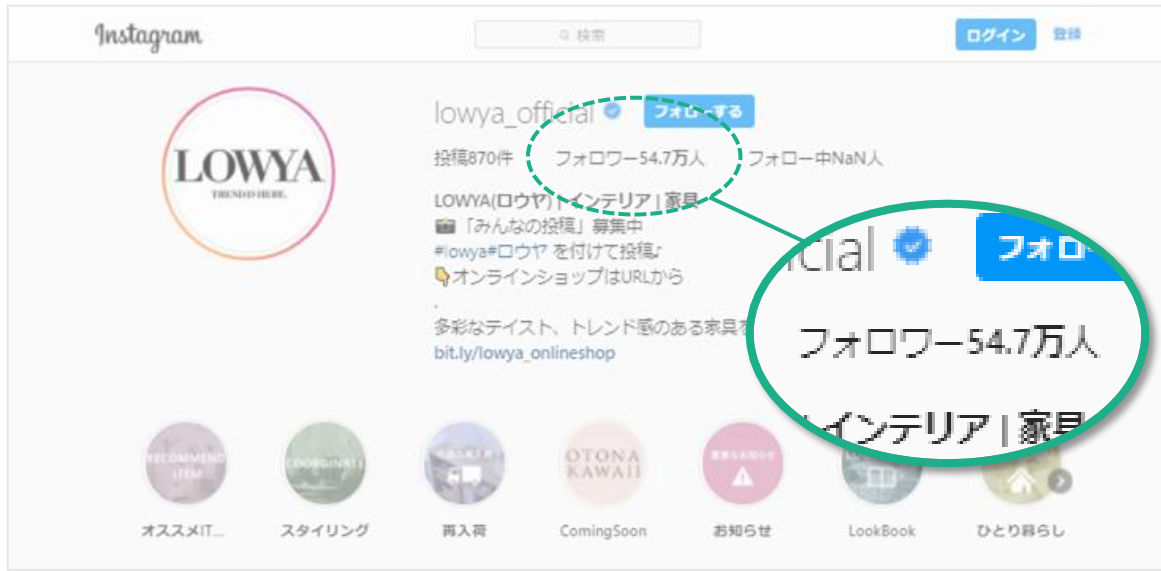 Instagram
検索
ログイン
登録
LOWYA
TREND IS HERE.
lowya_official
フォローする
投稿870件
フォロワー54.7万人
フォロー中NaN人
LOWYA(ロウヤ) | インテリア | 家具
📷「みんなの投稿」募集中
#lowya#ロウヤ を付けて投稿♪
👇オンラインショップはURLから
.
多彩なテイスト、トレンド感のある家具を
bit.ly/lowya_onlineshop
icial
フォロー
フォロワー54.7万人
インテリア | 家具
RECOMMEND
ITEM
COORDINATE
OTONA
KAWAII
重要なお知らせ
オススメIT...
スタイリング
再入荷
ComingSoon
お知らせ
LookBook
ひとり暮らし